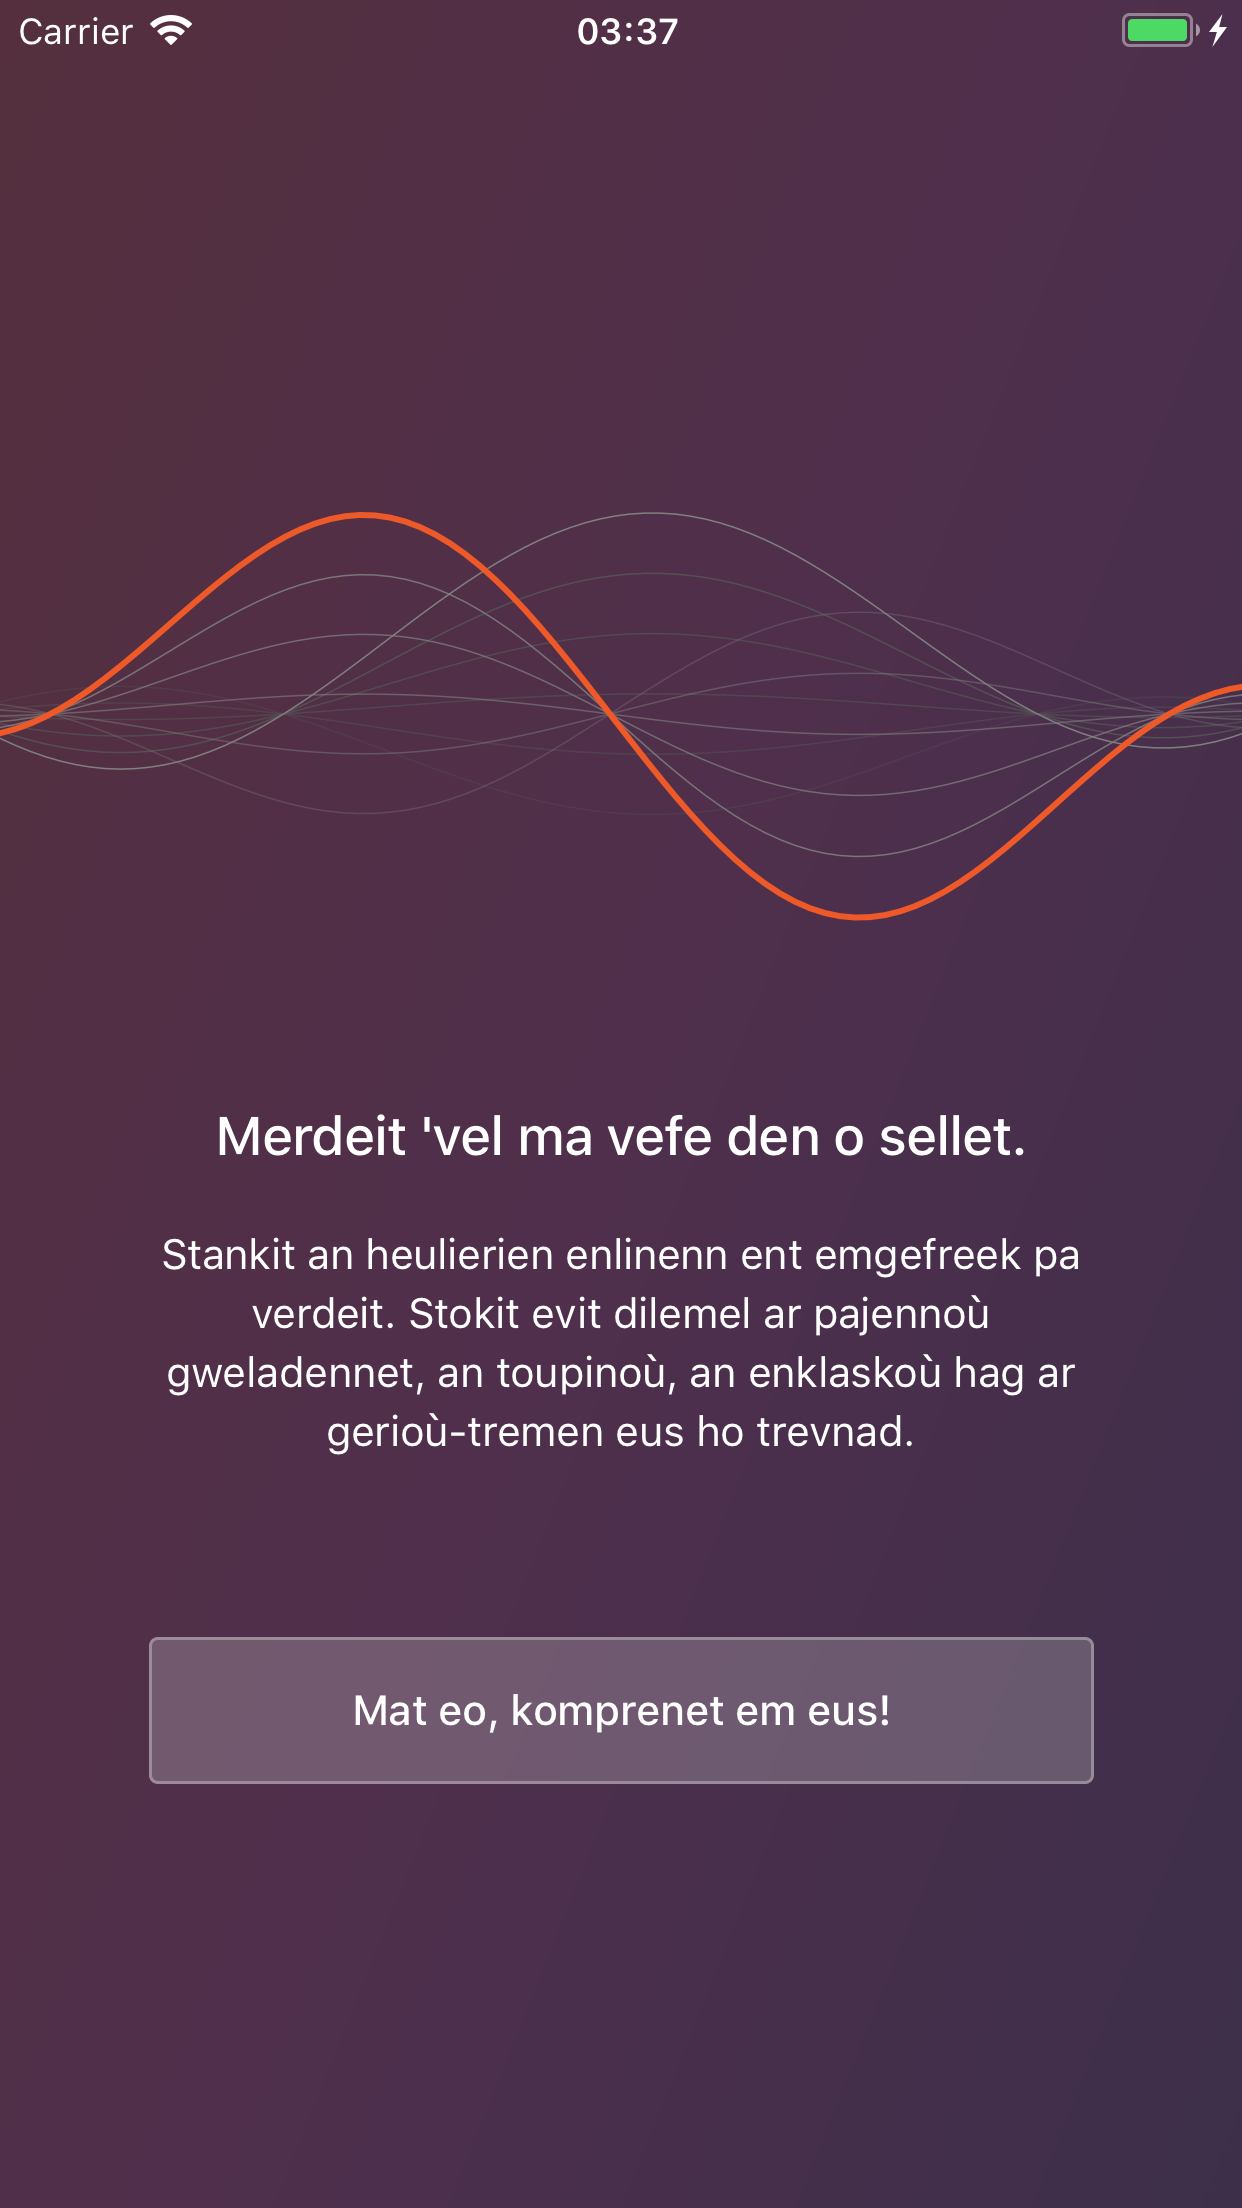 Carrier
03:37
Merdeit 'vel ma vefe den o sellet.
Stankit an heulierien enlinenn ent emgefreek pa
verdeit. Stokit evit dilemel ar pajennoù
gweladennet, an toupinoù, an enklaskoù hag ar
gerioù-tremen eus ho trevnad.
Mat eo, komprenet em eus!